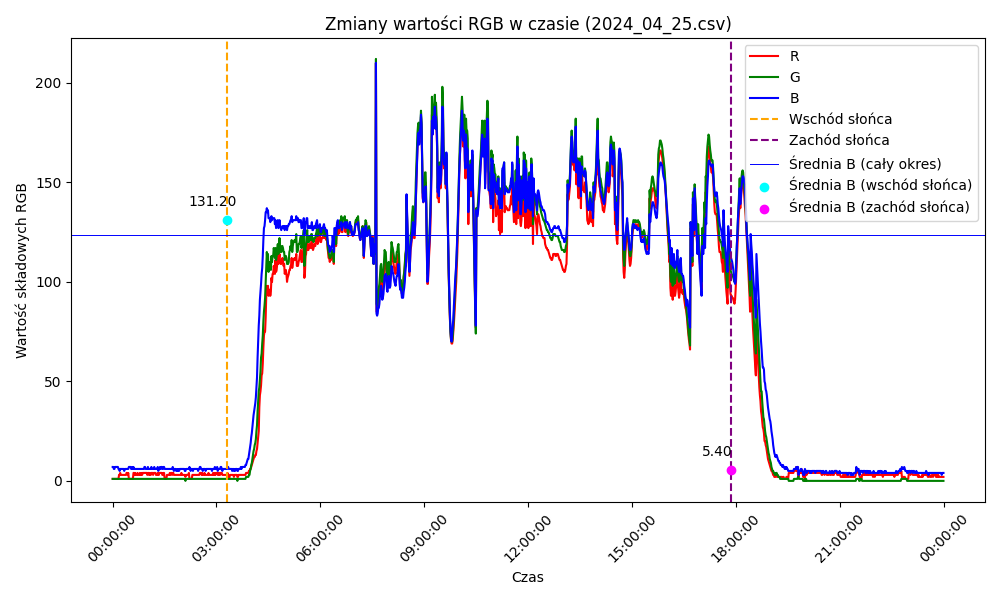 Zmiany wartości RGB w czasie (2024_04_25.csv)
Wartość składowych RGB
200
150
100
50
0
131.20
5.40
R
G
B
Wschód słońca
Zachód słońca
Średnia B (cały okres)
Średnia B (wschód słońca)
Średnia B (zachód słońca)
00:00:00
03:00:00
06:00:00
09:00:00
12:00:00
15:00:00
18:00:00
21:00:00
00:00:00
Czas